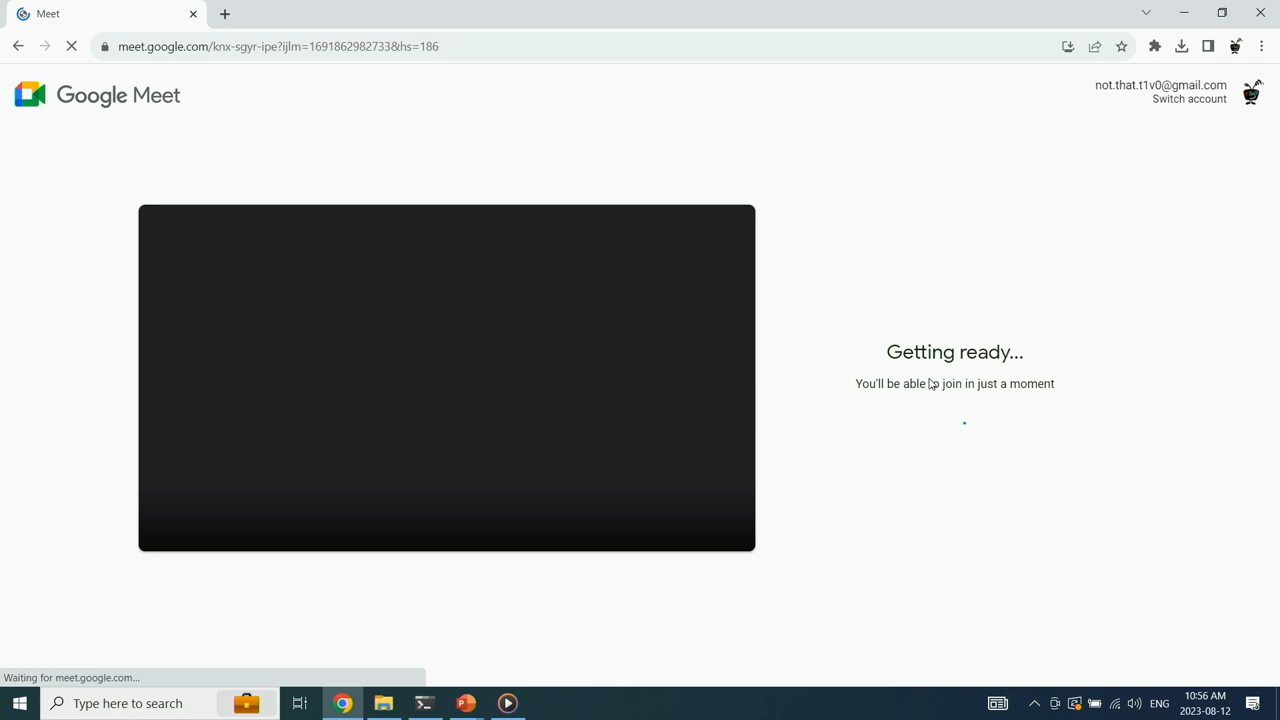 Meet
meet.google.com/knx-sgyr-ipe?ijlm=1691862982733&hs=186
Google Meet
not.that.t1v0@gmail.com
Switch account
Getting ready...
You'll be able to join in just a moment
Waiting for meet.google.com...
Type here to search
ENG
10:56 AM
2023-08-12